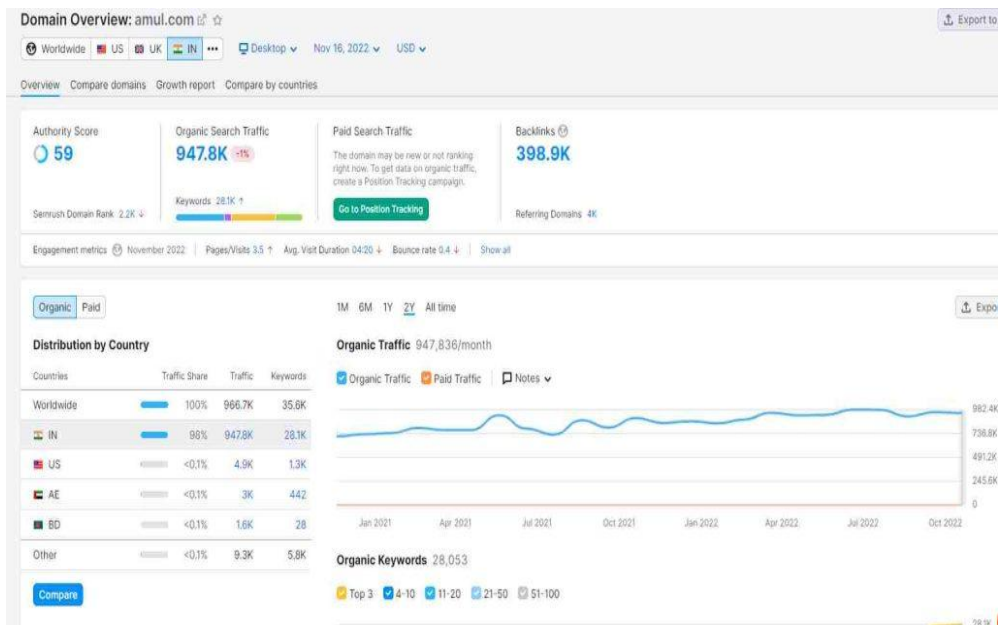 Domain Overview: amul.com
Export to
Worldwide US UK IN ••• Desktop Nov 16, 2022 USD
Overview Compare domains Growth report Compare by countries
Authority Score
59
Semrush Domain Rank 2.2K ↓
Organic Search Traffic
947.8K -1%
Keywords 28.1K ↑
Paid Search Traffic
The domain may be new or not ranking
right now. To get data on organic traffic,
create a Position Tracking campaign.
Go to Position Tracking
Backlinks
398.9K
Referring Domains 4K
Engagement metrics November 2022 Pages/Visits 3.5 ↑ Avg. Visit Duration 04:20 ↓ Bounce rate 0.4 ↓ Show all
Organic Paid
Distribution by Country
Countries Traffic Share Traffic Keywords
Worldwide 100% 966.7K 35.6K
IN 98% 947.8K 28.1K
US <0.1% 4.9K 1.3K
AE <0.1% 3K 442
BD <0.1% 1.6K 28
Other <0.1% 9.3K 5.8K
Compare
1M 6M 1Y 2Y All time
Expo
Organic Traffic 947,836/month
Organic Traffic Paid Traffic Notes
982.4K
736.8K
491.2K
245.6K
0
Jan 2021 Apr 2021 Jul 2021 Oct 2021 Jan 2022 Apr 2022 Jul 2022 Oct 2022
Organic Keywords 28,053
Top 3 4-10 11-20 21-50 51-100
28.1K